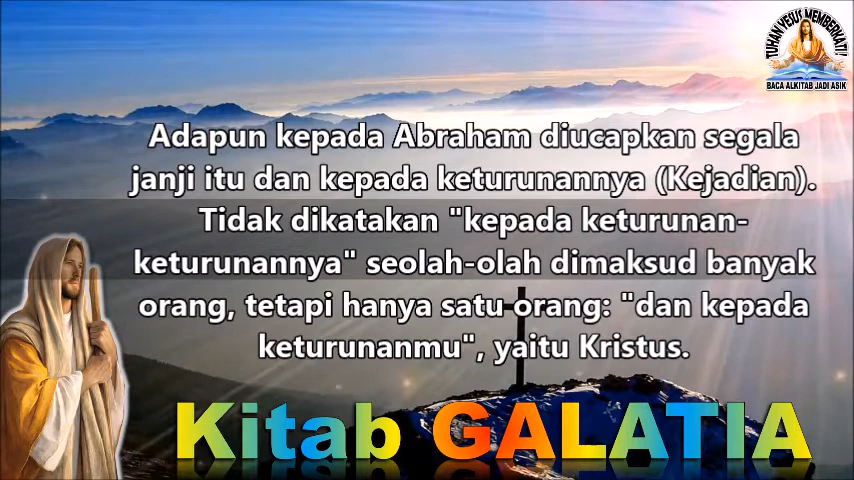 TUHAN YESUS MEMBERKATI!
BACA ALKITAB JADI ASIK
Adapun kepada Abraham diucapkan segala
janji itu dan kepada keturunannya (Kejadian).
Tidak dikatakan "kepada keturunan-
keturunannya" seolah-olah dimaksud banyak
orang, tetapi hanya satu orang: "dan kepada
keturunanmu", yaitu Kristus.
Kitab GALATIA